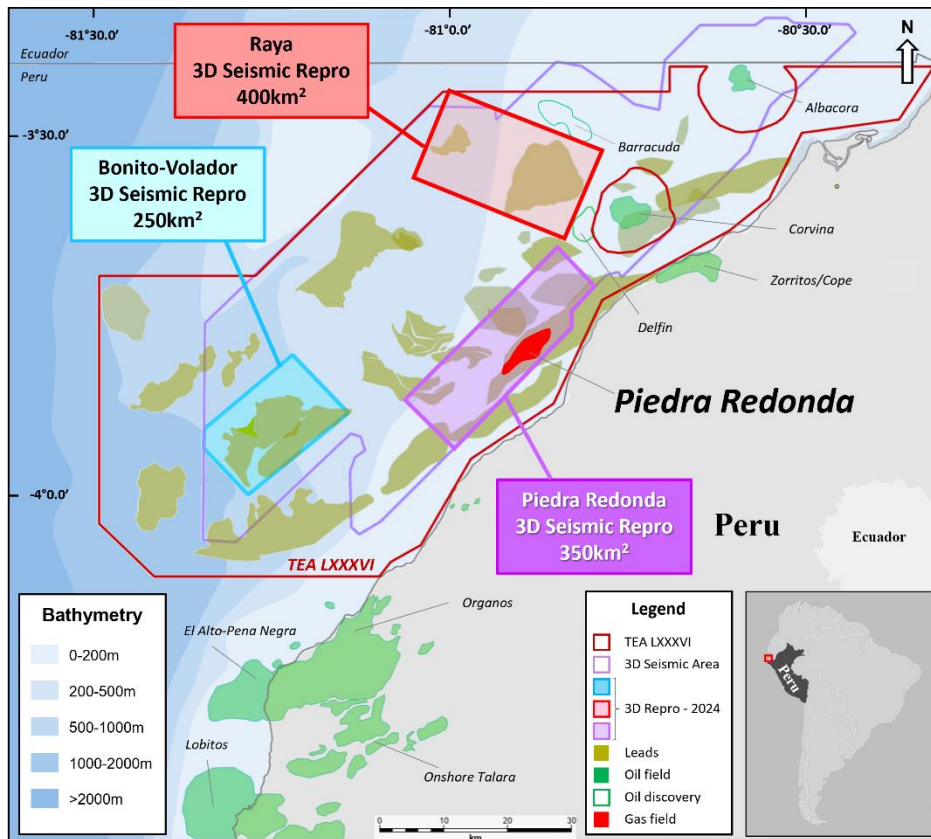 -81°30.0'
-81°0.0'
-80°30.0'
Ecuador
Peru
N
Raya
3D Seismic Repro
400km²
Albacora
-3°30.0'
Barracuda
Bonito-Volador
3D Seismic Repro
250km²
Corvina
Zorritos/Cope
Delfin
Piedra Redonda
-4°0.0'
Piedra Redonda
3D Seismic Repro
350km²
Peru
Ecuador
TEA LXXXVI
Bathymetry
0-200m
200-500m
500-1000m
1000-2000m
>2000m
Organos
El Alto-Pena Negra
Lobitos
Onshore Talara
0 10 20 30
km
Legend
TEA LXXXVI
3D Seismic Area
3D Repro - 2024
Leads
Oil field
Oil discovery
Gas field
Peru